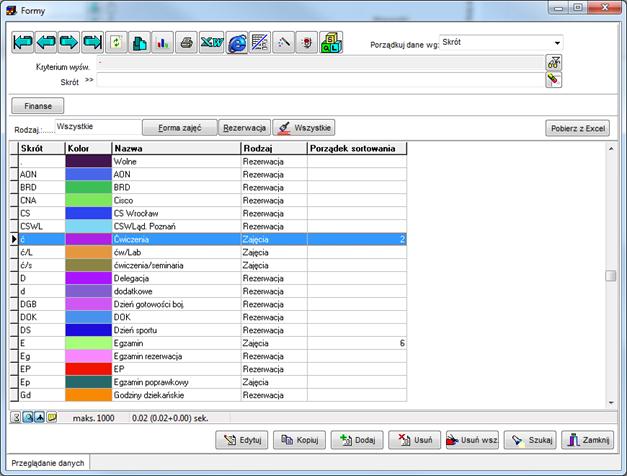 Formy
XW
SQL
Porządkuj dane wg: Skrót
Kryterium wyśw. -
Skrót >>
Finanse
Rodzaj:...... Wszystkie Forma zajęć Rezerwacja Wszystkie Pobierz z Excel
Skrót Kolor Nazwa Rodzaj Porządek sortowania
. Wolne Rezerwacja
AON AON Rezerwacja
BRD BRD Rezerwacja
CNA Cisco Rezerwacja
CS CS Wrocław Rezerwacja
CSWL CSWLąd. Poznań Rezerwacja
ć Ćwiczenia Zajęcia 2
ć/L ćw/Lab Zajęcia
ć/s ćwiczenia/seminaria Zajęcia
D Delegacja Rezerwacja
d dodatkowe Rezerwacja
DGB Dzień gotowości boj. Rezerwacja
DOK DOK Rezerwacja
DS Dzień sportu Rezerwacja
E Egzamin Zajęcia 6
Eg Egzamin rezerwacja Rezerwacja
EP EP Rezerwacja
Ep Egzamin poprawkowy Zajęcia
Gd Godziny dziekańskie Rezerwacja
maks. 1000 0.02 (0.02+0.00) sek.
Edytuj Kopiuj Dodaj Usuń Usuń wsz. Szukaj Zamknij
Przeglądanie danych